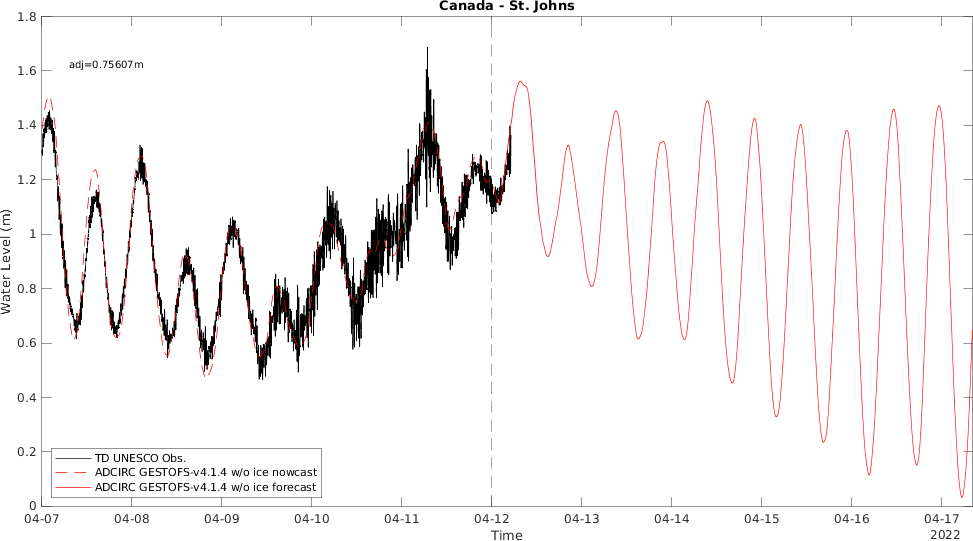 Canada - St. Johns
1.8
1.6
1.4
1.2
1
0.8
0.6
0.4
0.2
0
Water Level (m)
adj=0.75607m
TD UNESCO Obs.
ADCIRC GESTOFS-v4.1.4 w/o ice nowcast
ADCIRC GESTOFS-v4.1.4 w/o ice forecast
04-07 04-08 04-09 04-10 04-11 04-12 04-13 04-14 04-15 04-16 04-17
2022
Time